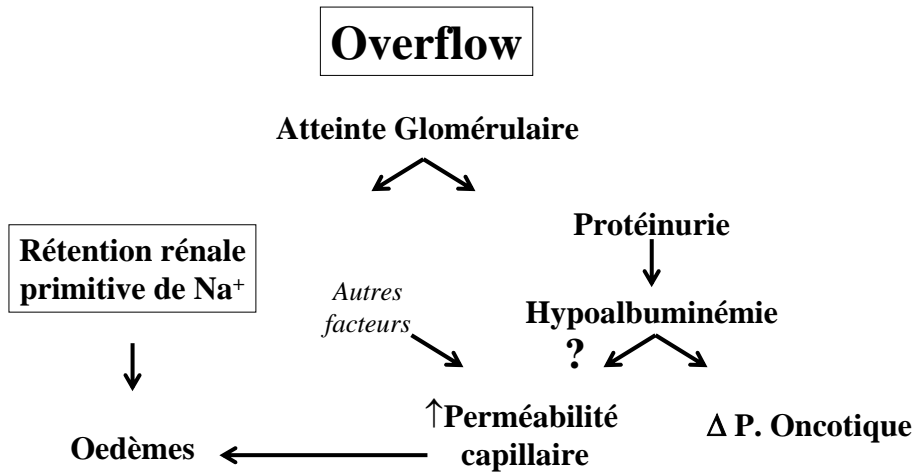 Overflow
Atteinte Glomérulaire
Protéinurie
Rétention rénale
primitive de Na⁺
Autres
facteurs
Hypoalbuminémie
?
↑Perméabilité
capillaire
Δ P. Oncotique
Oedèmes